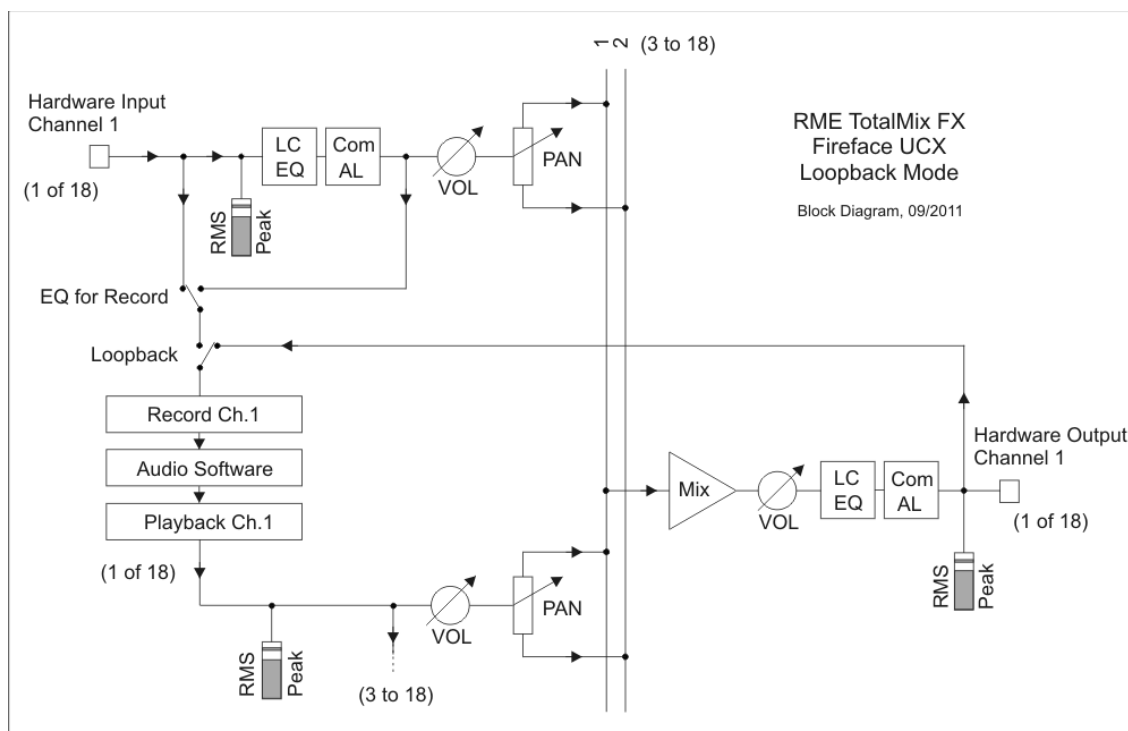 1
2
(3 to 18)
Hardware Input
Channel 1
(1 of 18)
LC
EQ
Com
AL
VOL
PAN
RMS
Peak
RME TotalMix FX
Fireface UCX
Loopback Mode
Block Diagram, 09/2011
EQ for Record
Loopback
Record Ch.1
Audio Software
Playback Ch.1
(1 of 18)
RMS
Peak
(3 to 18)
VOL
PAN
Mix
VOL
LC
EQ
Com
AL
Hardware Output
Channel 1
(1 of 18)
RMS
Peak